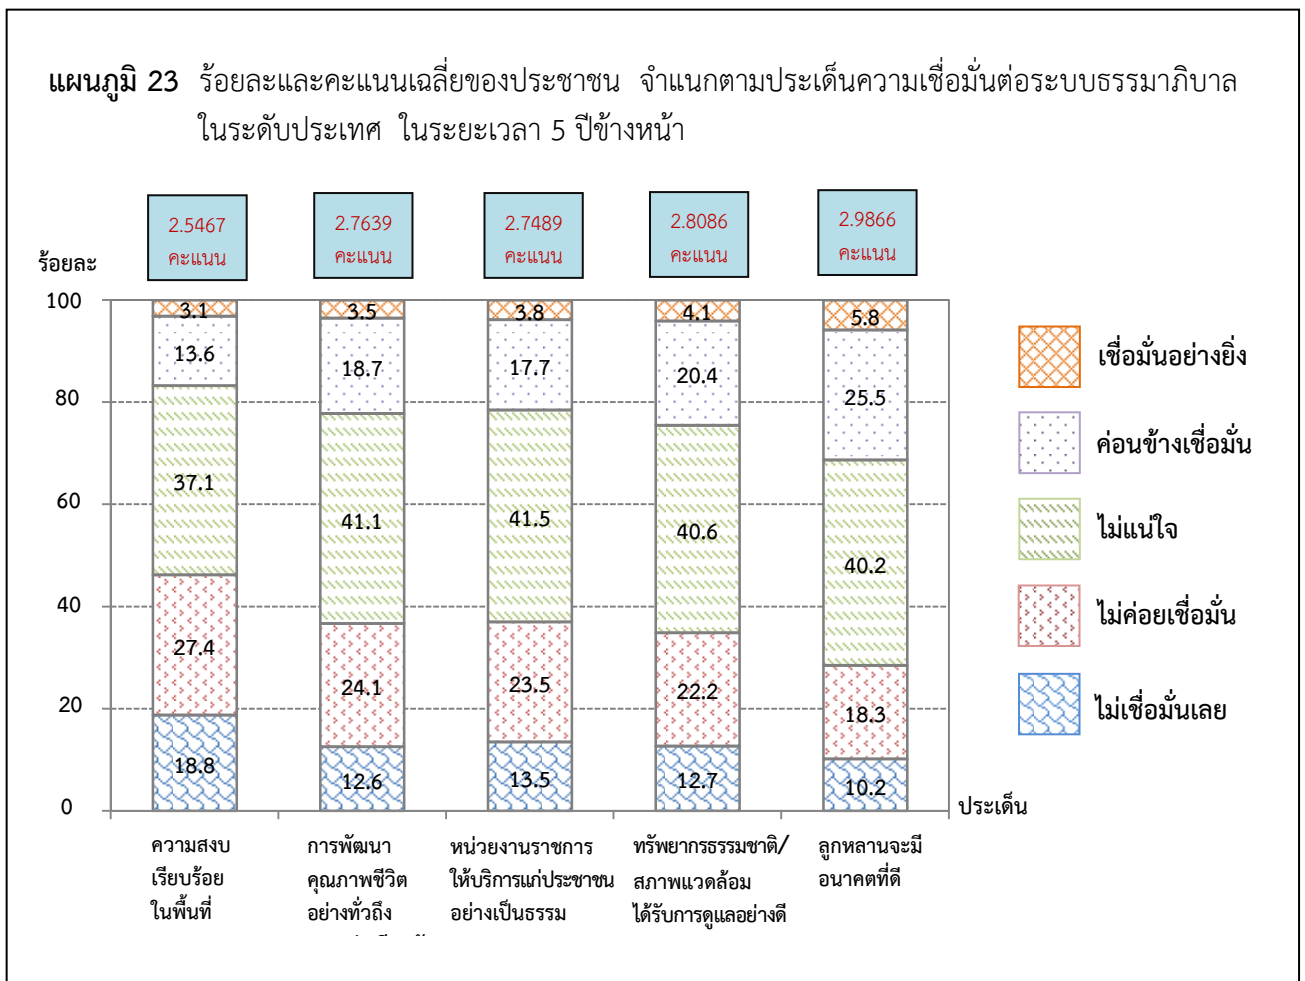 แผนภูมิ 23 ร้อยละและคะแนนเฉลี่ยของประชาชน จำแนกตามประเด็นความเชื่อมั่นต่อระบบธรรมาภิบาล
ในระดับประเทศ ในระยะเวลา 5 ปีข้างหน้า
2.5467 2.7639 2.7489 2.8086 2.9866
คะแนน คะแนน คะแนน คะแนน คะแนน
ร้อยละ
100
80
60
40
20
0
3.1 3.5 3.8 4.1 5.8
13.6 18.7 17.7 20.4 25.5
37.1 41.1 41.5 40.6 40.2
27.4 24.1 23.5 22.2 18.3
18.8 12.6 13.5 12.7 10.2
ประเด็น
ความสงบ
เรียบร้อย
ในพื้นที่
การพัฒนา
คุณภาพชีวิต
อย่างทั่วถึง
หน่วยงานราชการ
ให้บริการแก่ประชาชน
อย่างเป็นธรรม
ทรัพยากรธรรมชาติ/
สภาพแวดล้อม
ได้รับการดูแลอย่างดี
ลูกหลานจะมี
อนาคตที่ดี
เชื่อมั่นอย่างยิ่ง
ค่อนข้างเชื่อมั่น
ไม่แน่ใจ
ไม่ค่อยเชื่อมั่น
ไม่เชื่อมั่นเลย